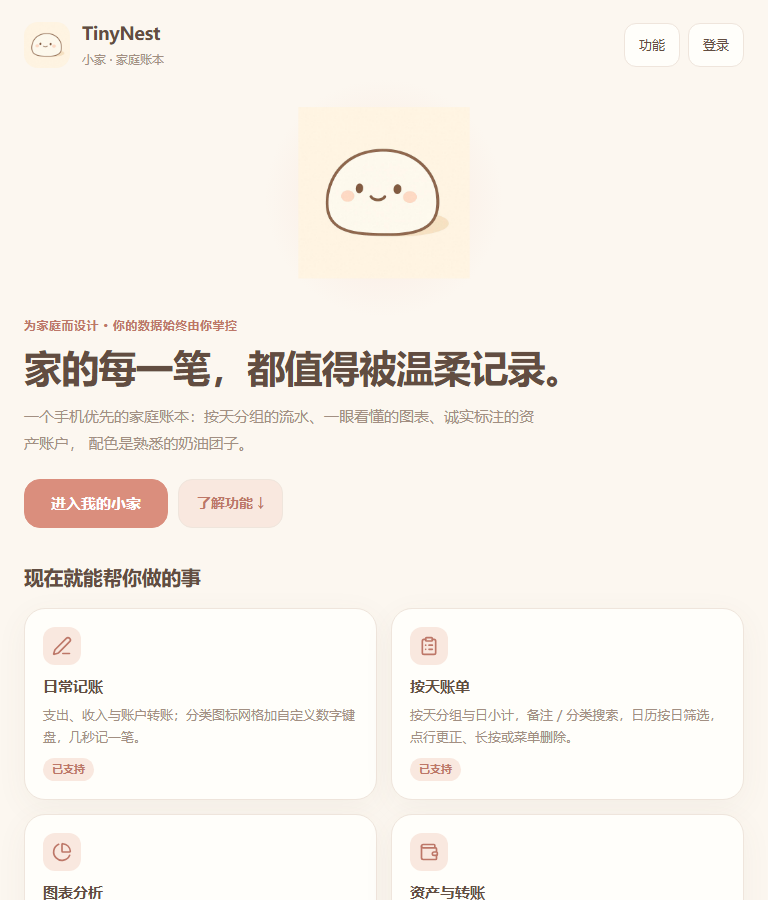 TinyNest
小家 · 家庭账本
功能
登录
为家庭而设计 · 你的数据始终由你掌控
家的每一笔，都值得被温柔记录。
一个手机优先的家庭账本：按天分组的流水、一眼看懂的图表、诚实标注的资
产账户， 配色是熟悉的奶油团子。
进入我的小家
了解功能 ↓
现在就能帮你做的事
日常记账
支出、收入与账户转账；分类图标网格加自定义数字键
盘，几秒记一笔。
已支持
按天账单
按天分组与日小计，备注 / 分类搜索，日历按日筛选，
点行更正、长按或菜单删除。
已支持
图表分析
资产与转账